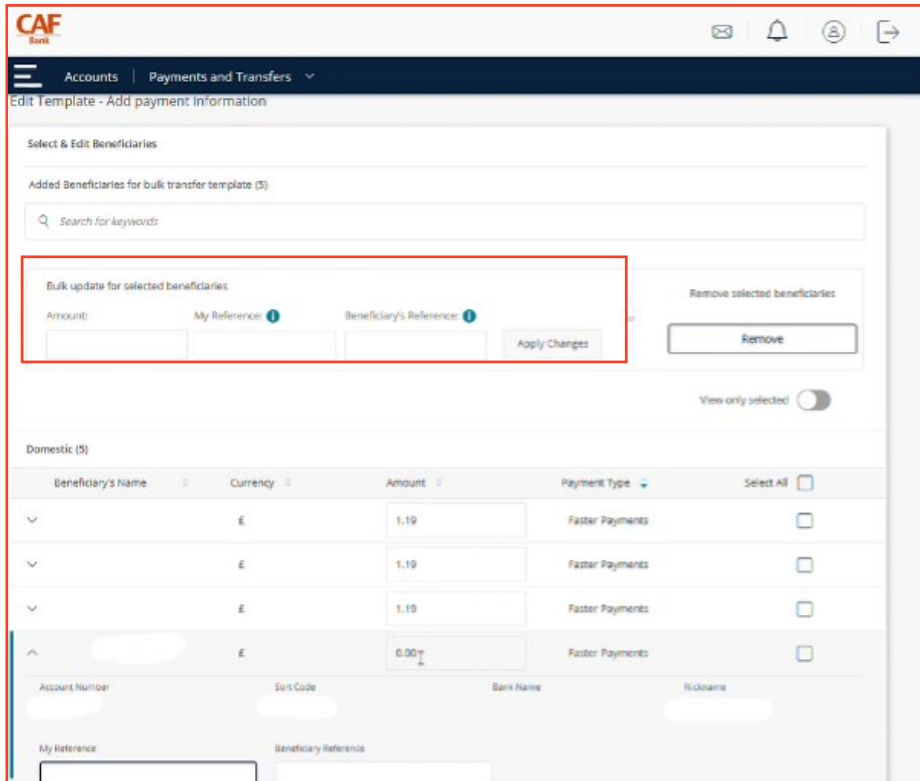 CAF
Bank
Accounts | Payments and Transfers
Edit Template - Add payment information
Select & Edit Beneficiaries
Added Beneficiaries for bulk transfer template (5)
Search for keywords
Bulk update for selected beneficiaries
Remove selected beneficiaries
Amount: My Reference: Beneficiary's Reference:
Apply Changes Remove
View only selected
Domestic (5)
Beneficiary's Name Currency Amount Payment Type Select All
£ 1.19 Faster Payments
£ 1.19 Faster Payments
£ 1.19 Faster Payments
£ 0.00 Faster Payments
Account Number Sort Code Bank Name Nickname
My Reference Beneficiary Reference